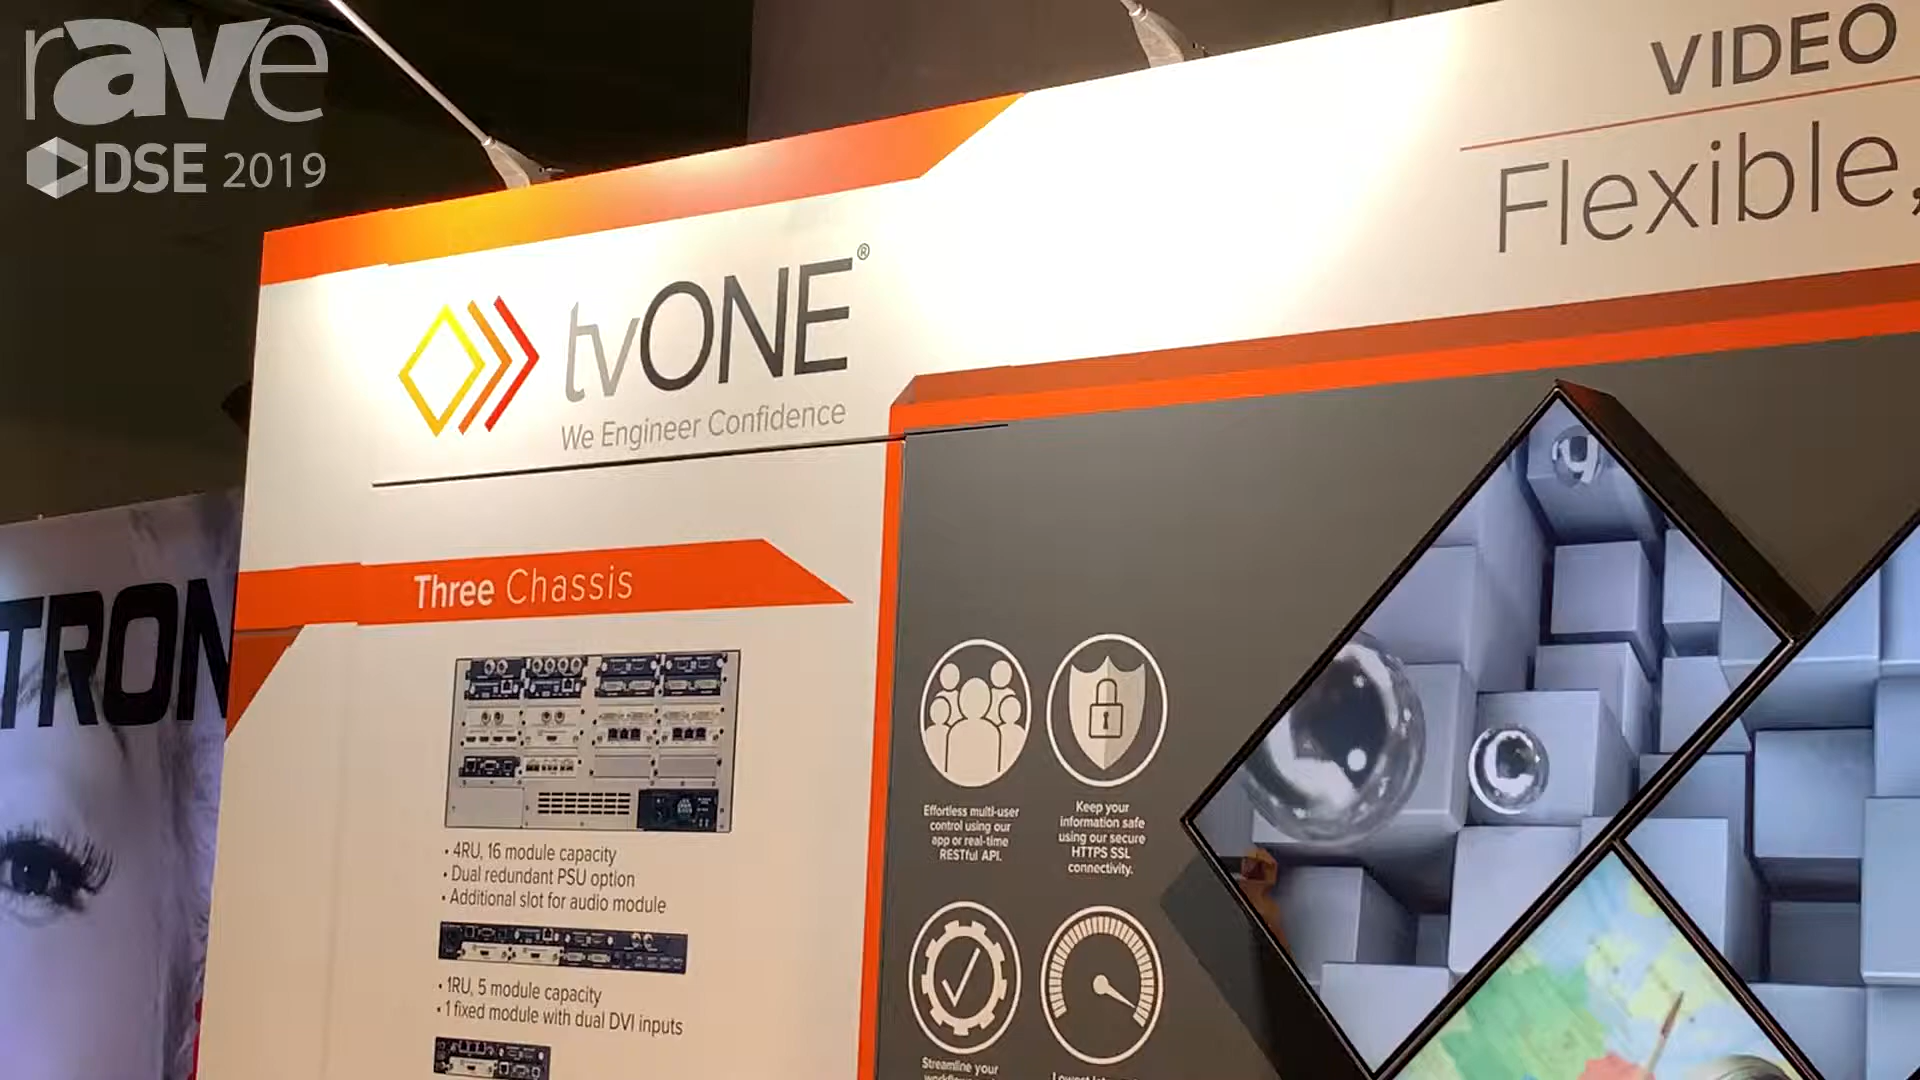 rAVe
DSE 2019
VIDEO
Flexible,
tvONE®
We Engineer Confidence
TRON
Three Chassis
• 4RU, 16 module capacity
• Dual redundant PSU option
• Additional slot for audio module
• 1RU, 5 module capacity
• 1 fixed module with dual DVI inputs
Effortless multi-user
control using our
app or real-time
RESTful API.
Keep your
information safe
using our secure
HTTPS SSL
connectivity.
Streamline your
Lowest